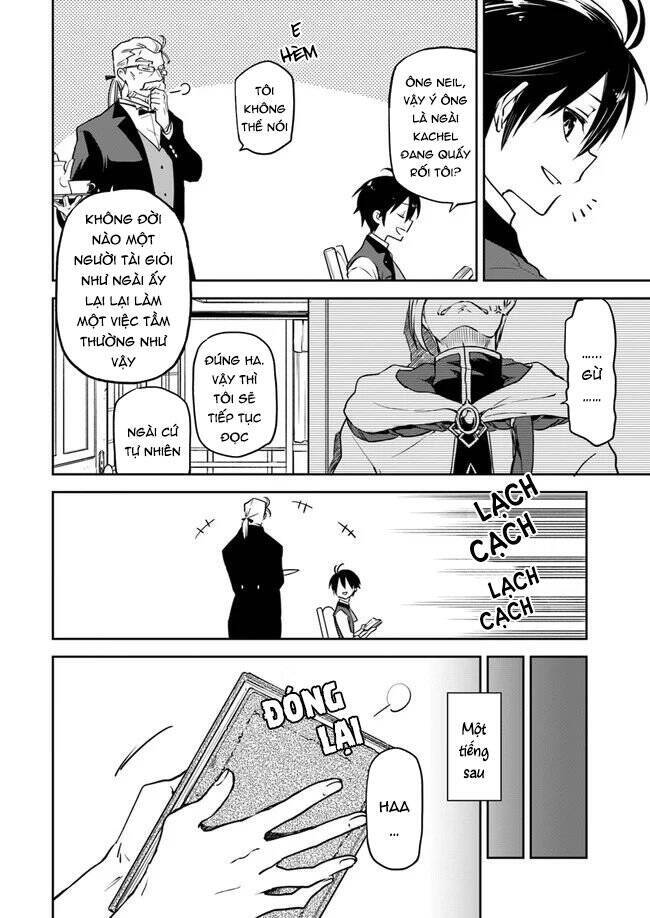 ÔNG NEIL,
VẬY Ý ÔNG
LÀ NGÀI
KACHEL
ĐANG QUẤY
RỐI TÔI?
E
HÈM
TÔI
KHÔNG
THỂ NÓI
KHÔNG ĐỜI
NÀO MỘT
NGƯỜI TÀI GIỎI
NHƯ NGÀI ẤY
LẠI LẠI LÀM
MỘT VIỆC TẦM
THƯỜNG NHƯ
VẬY
......
GỪ
......
ĐÚNG HA.
VẬY THÌ
TÔI SẼ
TIẾP TỤC
ĐỌC
NGÀI CỨ
TỰ NHIÊN
LẠCH
CẠCH
LẠCH
CẠCH
Một
tiếng
sau
ĐÓNG
LẠI
HAA
...